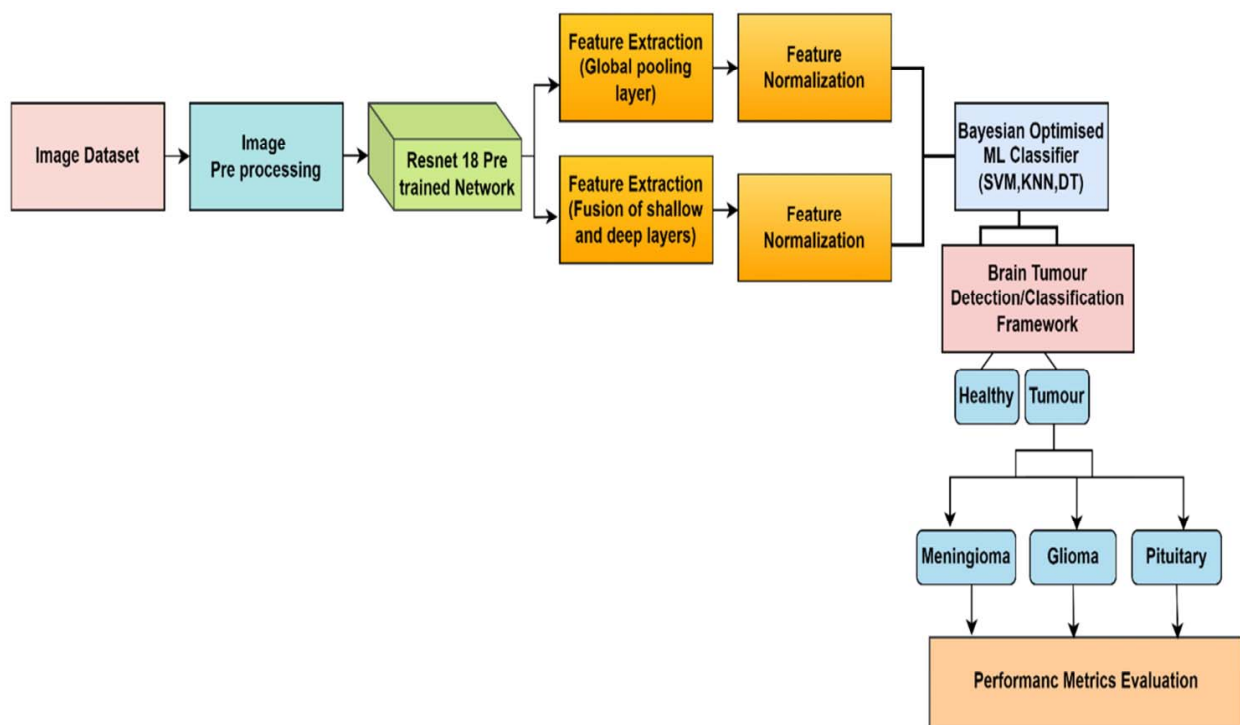 Image Dataset
Image
Pre processing
Resnet 18 Pre
trained Network
Feature Extraction
(Global pooling
layer)
Feature
Normalization
Feature Extraction
(Fusion of shallow
and deep layers)
Feature
Normalization
Bayesian Optimised
ML Classifier
(SVM,KNN,DT)
Brain Tumour
Detection/Classification
Framework
Healthy
Tumour
Meningioma
Glioma
Pituitary
Performanc Metrics Evaluation